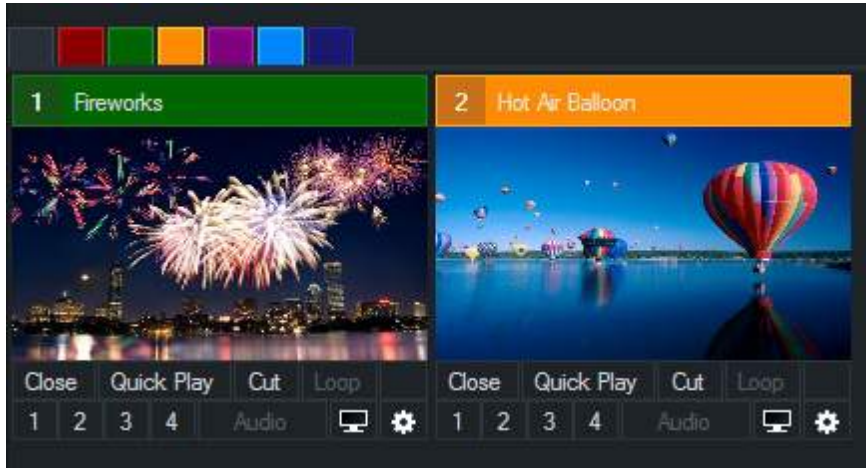 1 Fireworks
2 Hot Air Balloon
Close Quick Play Cut Loop
1 2 3 4 Audio
Close Quick Play Cut Loop
1 2 3 4 Audio